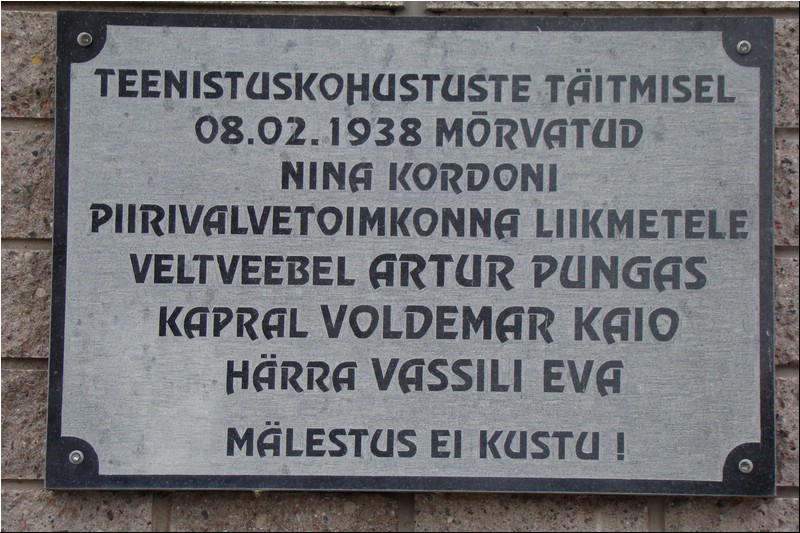 TEENISTUSKOHUSTUSTE TÄITMISEL
08.02.1938 MÕRVATUD
NINA KORDONI
PIIRIVALVETOIMKONNA LIIKMETELE
VELTVEEBEL ARTUR PUNGAS
KAPRAL VOLDEMAR KAIO
HÄRRA VASSILI EVA
MÄLESTUS EI KUSTU !